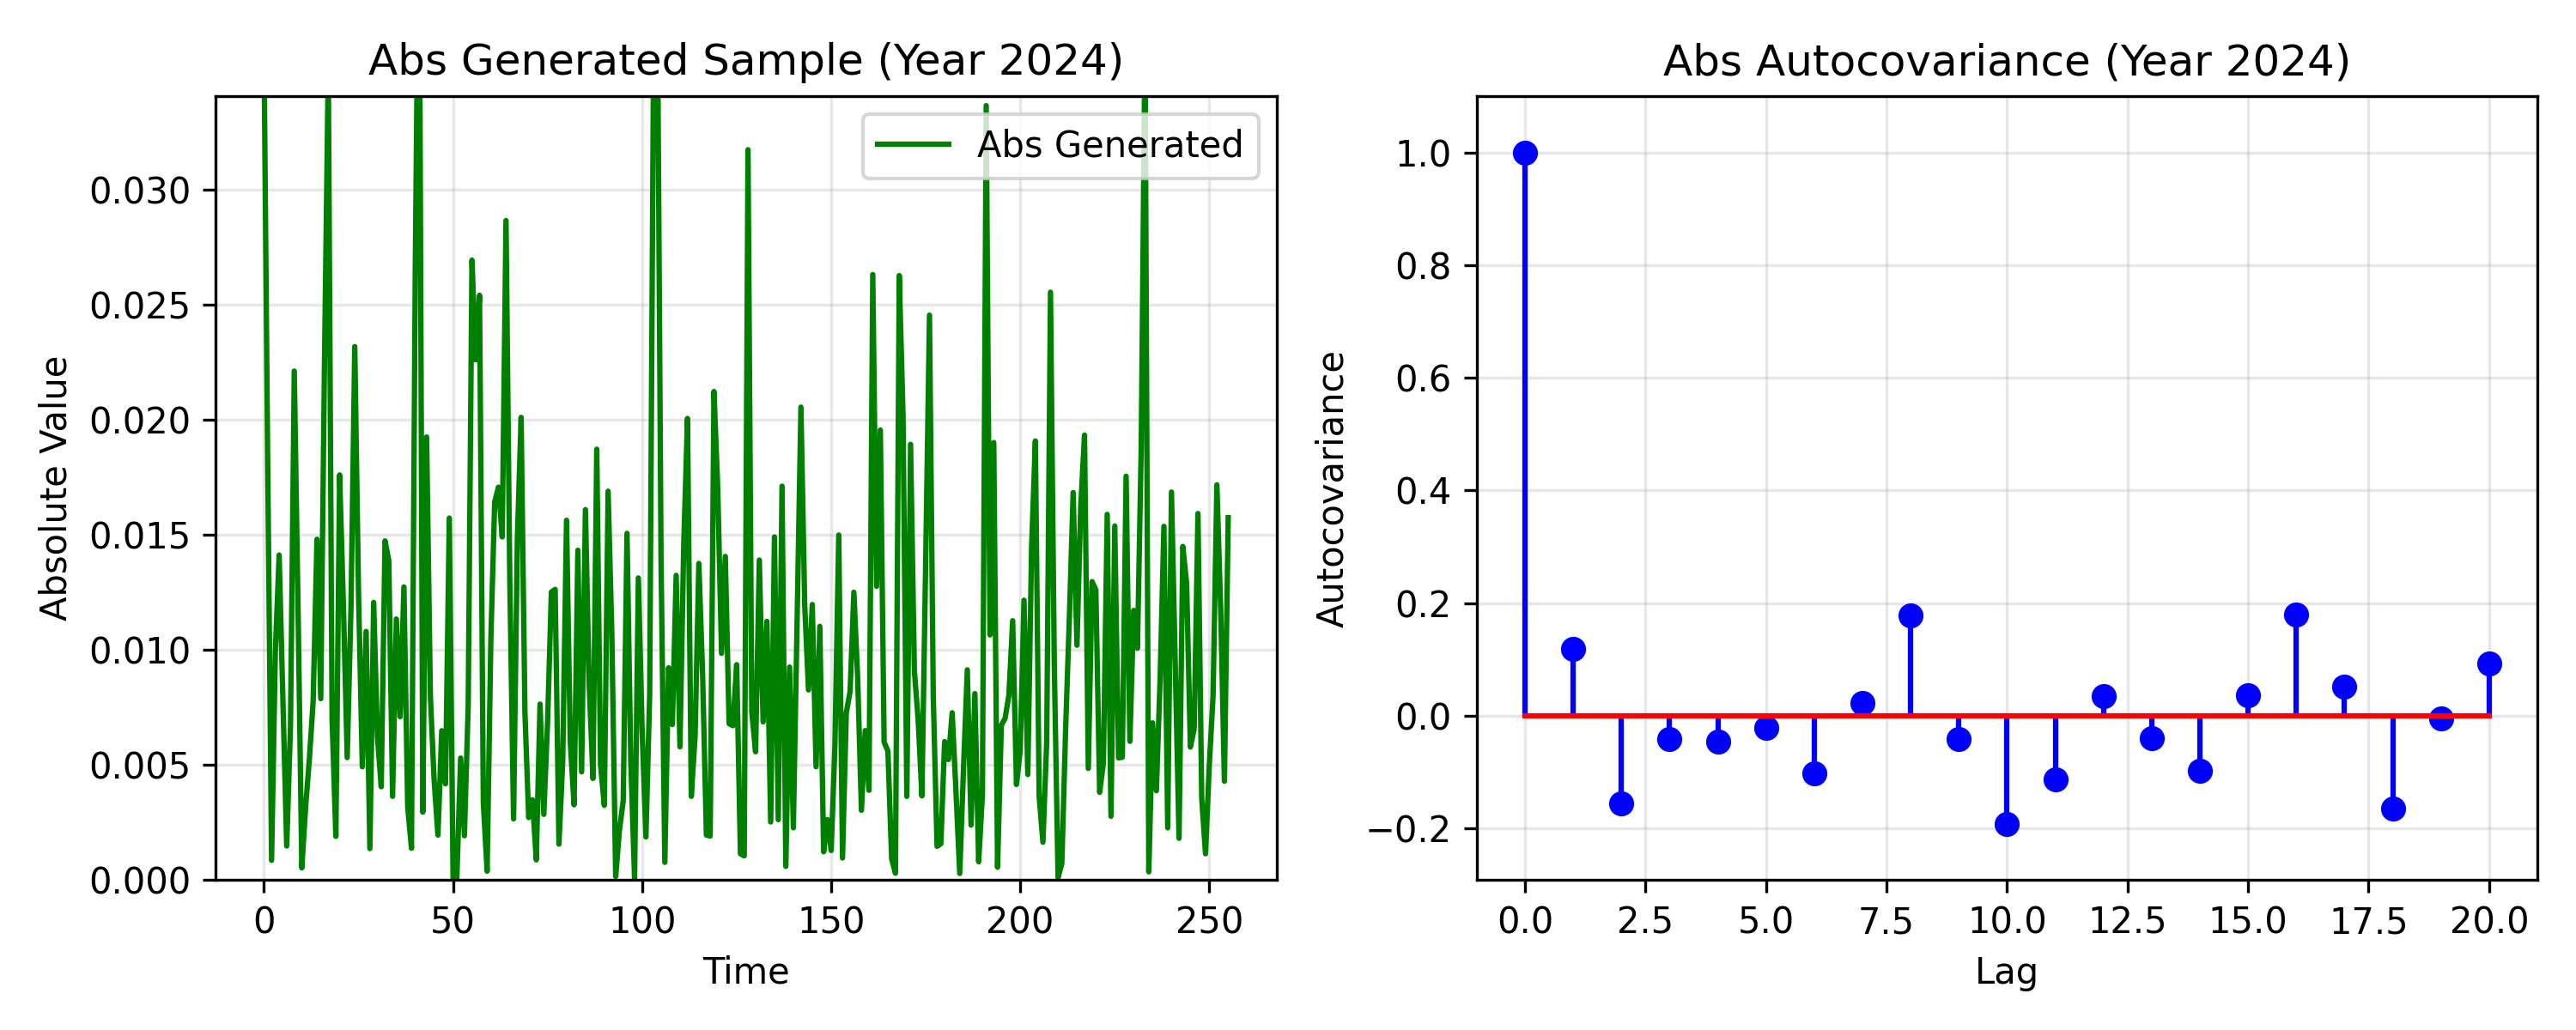 Abs Generated Sample (Year 2024)
Abs Generated
0.030
0.025
0.020
0.015
0.010
0.005
0.000
Absolute Value
0 50 100 150 200 250
Time
Abs Autocovariance (Year 2024)
1.0
0.8
0.6
0.4
0.2
0.0
−0.2
Autocovariance
0.0 2.5 5.0 7.5 10.0 12.5 15.0 17.5 20.0
Lag